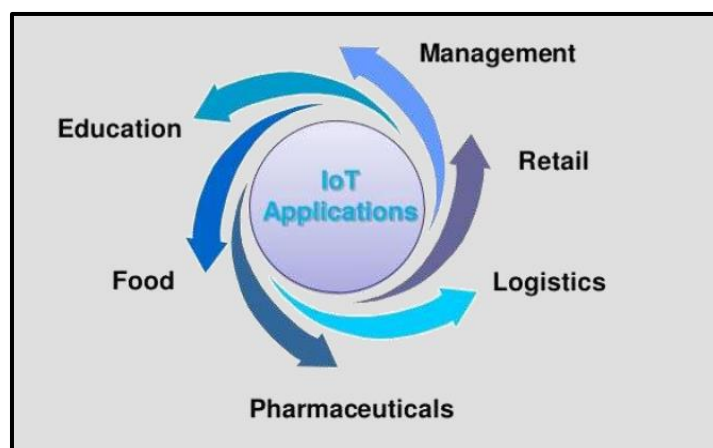 Management
Education
Retail
IoT
Applications
Food
Logistics
Pharmaceuticals